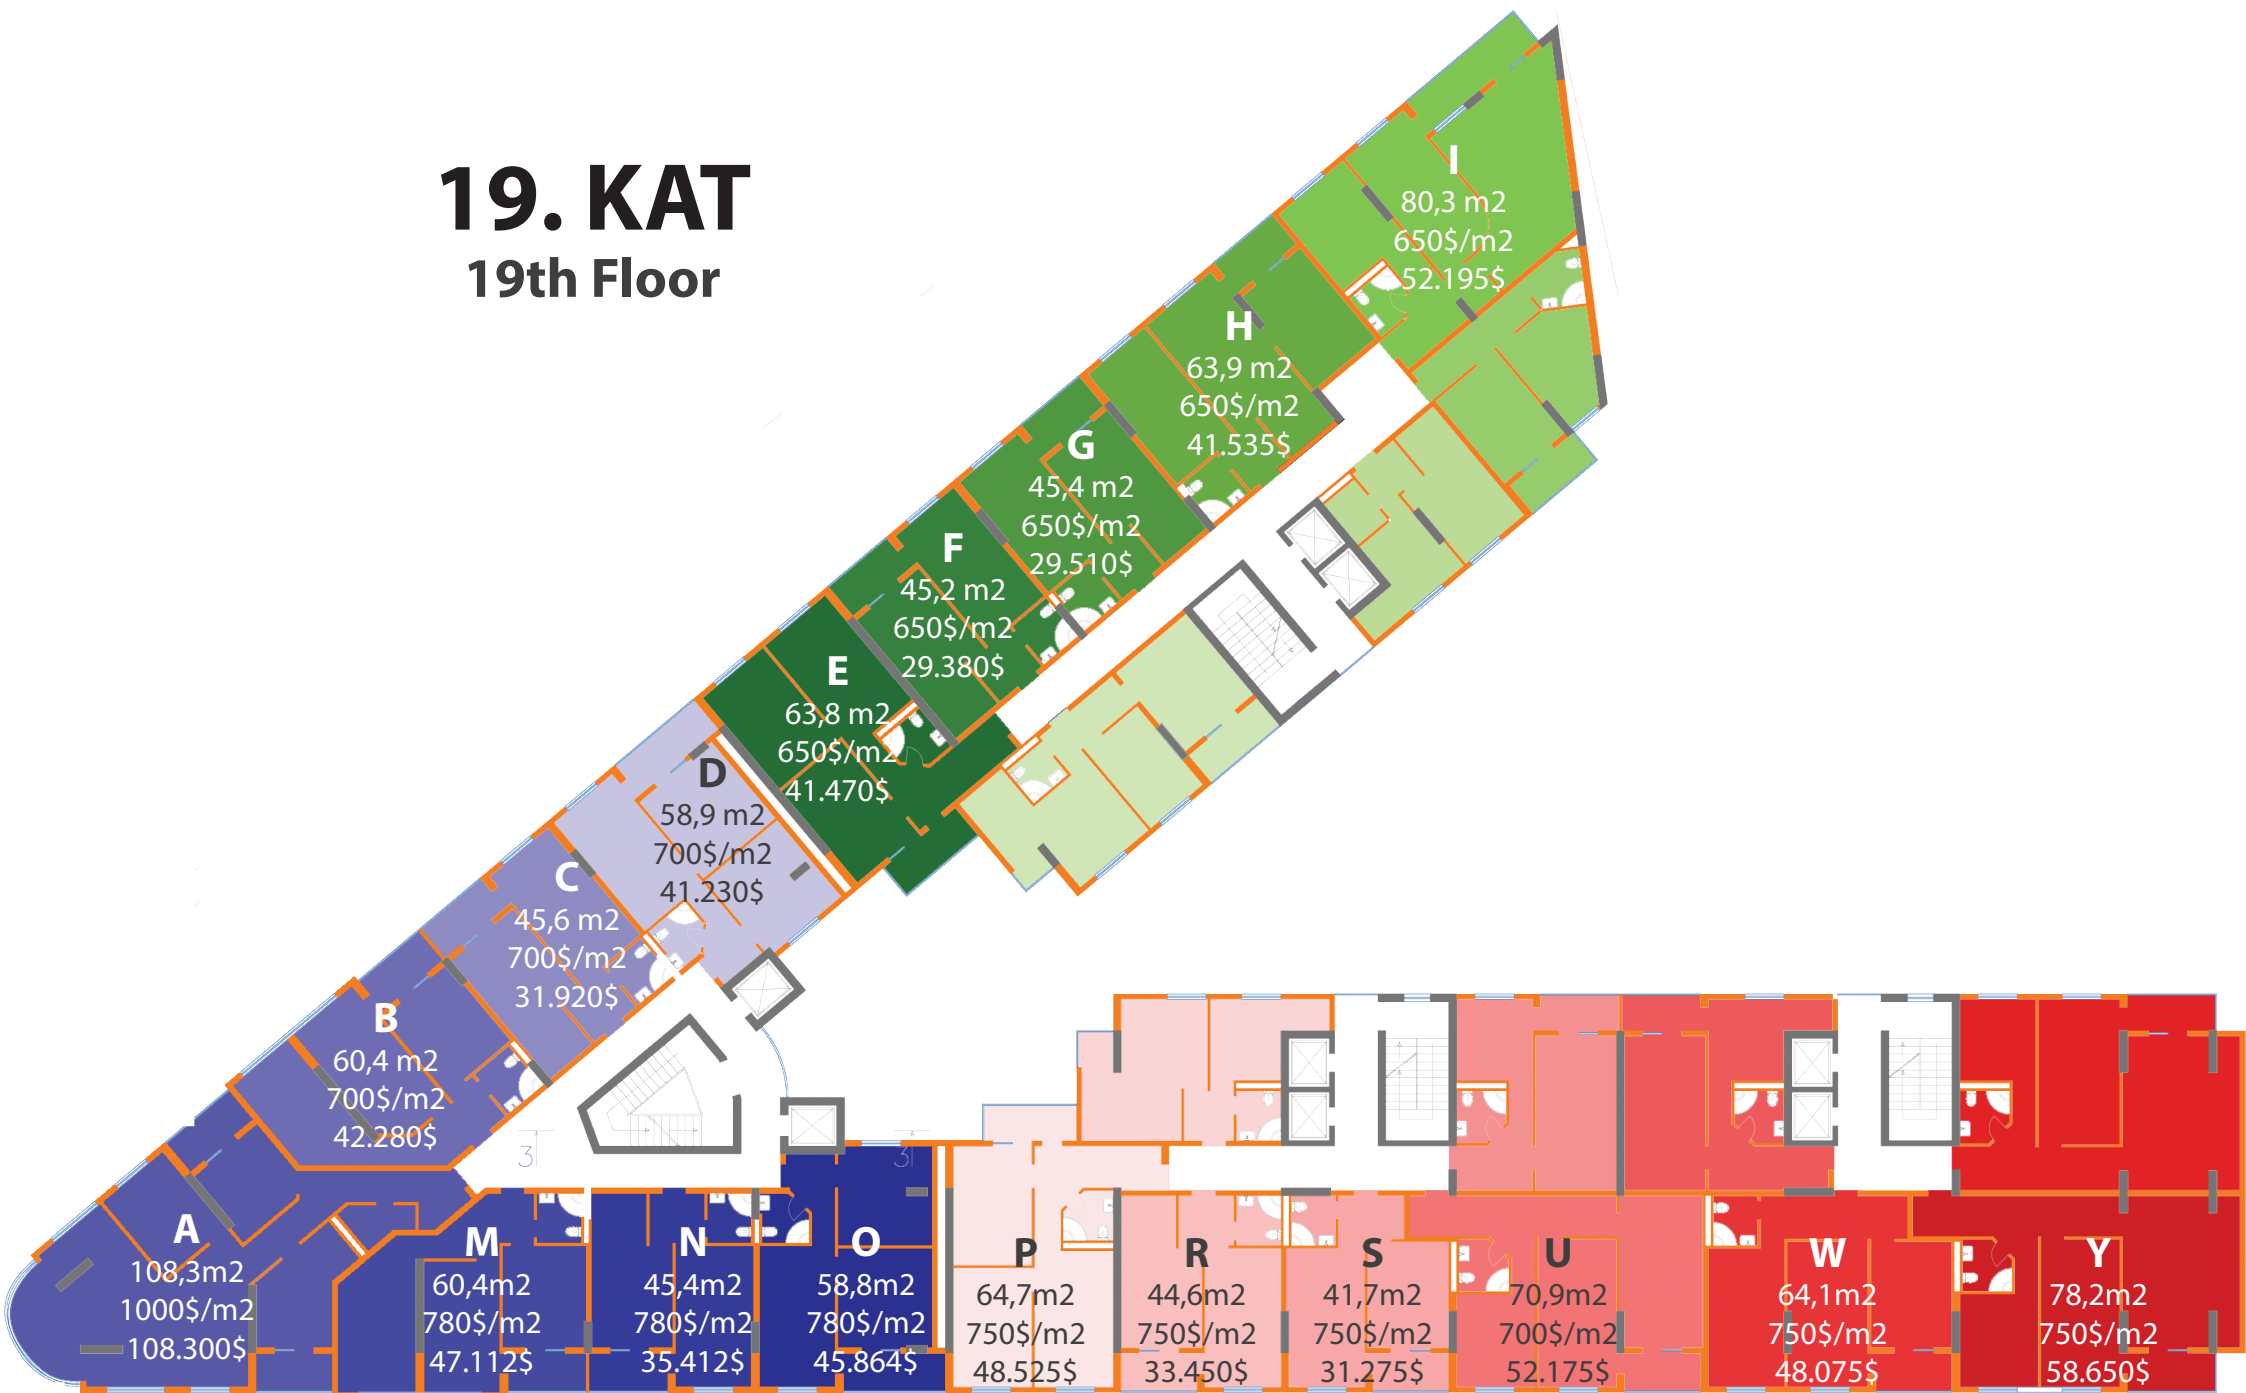 19. KAT
19th Floor
I
80,3 m2
650$/m2
52.195$
H
63,9 m2
650$/m2
41.535$
G
45,4 m2
650$/m2
29.510$
F
45,2 m2
650$/m2
29.380$
E
63,8 m2
650$/m2
41.470$
D
58,9 m2
700$/m2
41.230$
C
45,6 m2
700$/m2
31.920$
B
60,4 m2
700$/m2
42.280$
A
108,3m2
1000$/m2
108.300$
3
3
M
60,4m2
780$/m2
47.112$
N
45,4m2
780$/m2
35.412$
O
58,8m2
780$/m2
45.864$
P
64,7m2
750$/m2
48.525$
R
44,6m2
750$/m2
33.450$
S
41,7m2
750$/m2
31.275$
U
70,9m2
700$/m2
52.175$
W
64,1m2
750$/m2
48.075$
Y
78,2m2
750$/m2
58.650$